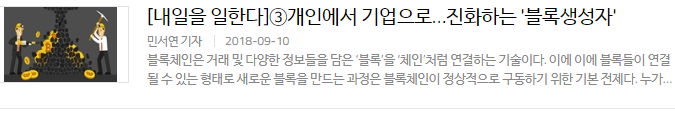 [내일을 일한다]③개인에서 기업으로…진화하는 '블록생성자'
민서연 기자 | 2018-09-10
블록체인은 거래 및 다양한 정보들을 담은 '블록'을 '체인'처럼 연결하는 기술이다. 이에 이에 블록들이 연결
될 수 있는 형태로 새로운 블록을 만드는 과정은 블록체인이 정상적으로 구동하기 위한 기본 전제다. 누가…